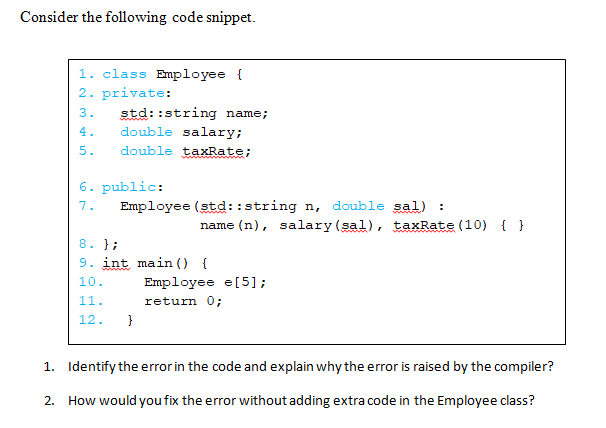 Consider the following code snippet.
1. class Employee {
2. private:
3. std::string name;
4. double salary;
5. double taxRate;
6. public:
7. Employee(std::string n, double sal) :
name(n), salary(sal), taxRate(10) { }
8. };
9. int main() {
10. Employee e[5];
11. return 0;
12. }
1. Identify the error in the code and explain why the error is raised by the compiler?
2. How would you fix the error without adding extra code in the Employee class?